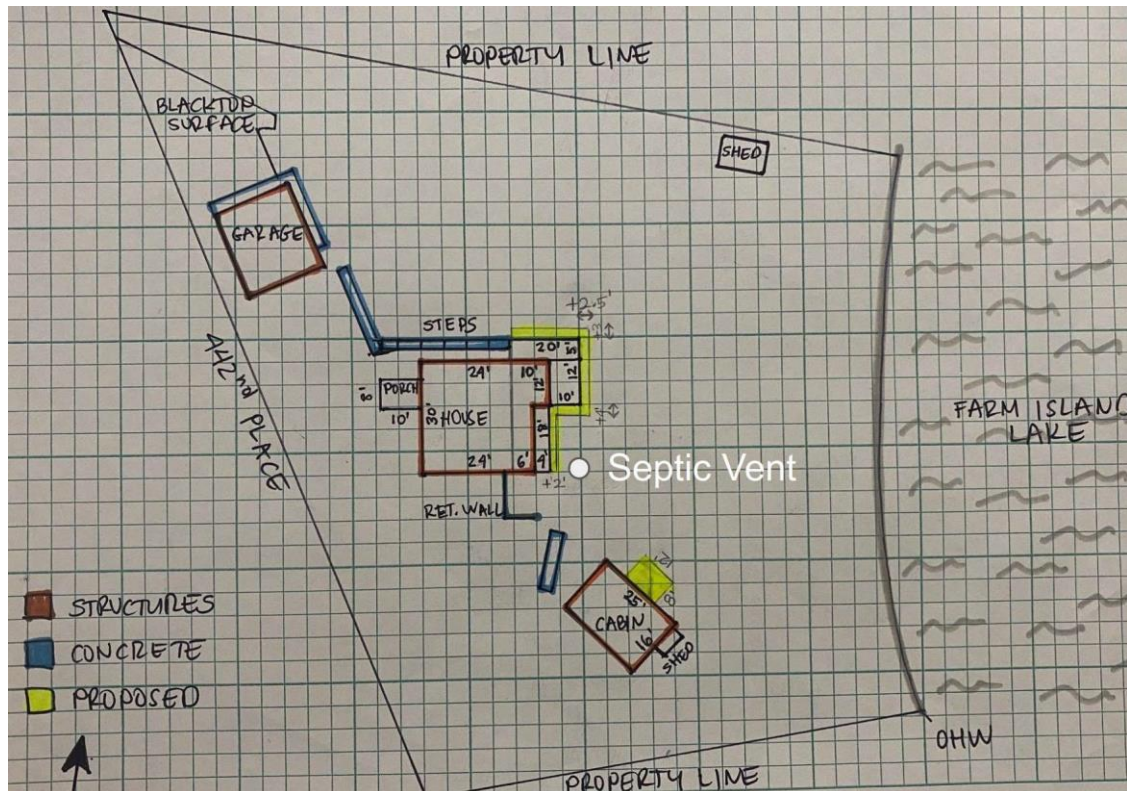 PROPERTY LINE
BLACKTOP
SURFACE
SHED
GARAGE
+2.5'
STEPS
20'
5'
24'
10'
12'
12'
PORCH
8'
10'
30'
HOUSE
10'
18'
442nd PLACE
FARM ISLAND
LAKE
24'
6'
4'
+2'
Septic Vent
RET. WALL
12'
8'
25'
CABIN
16'
SHED
STRUCTURES
CONCRETE
PROPOSED
OHW
PROPERTY LINE